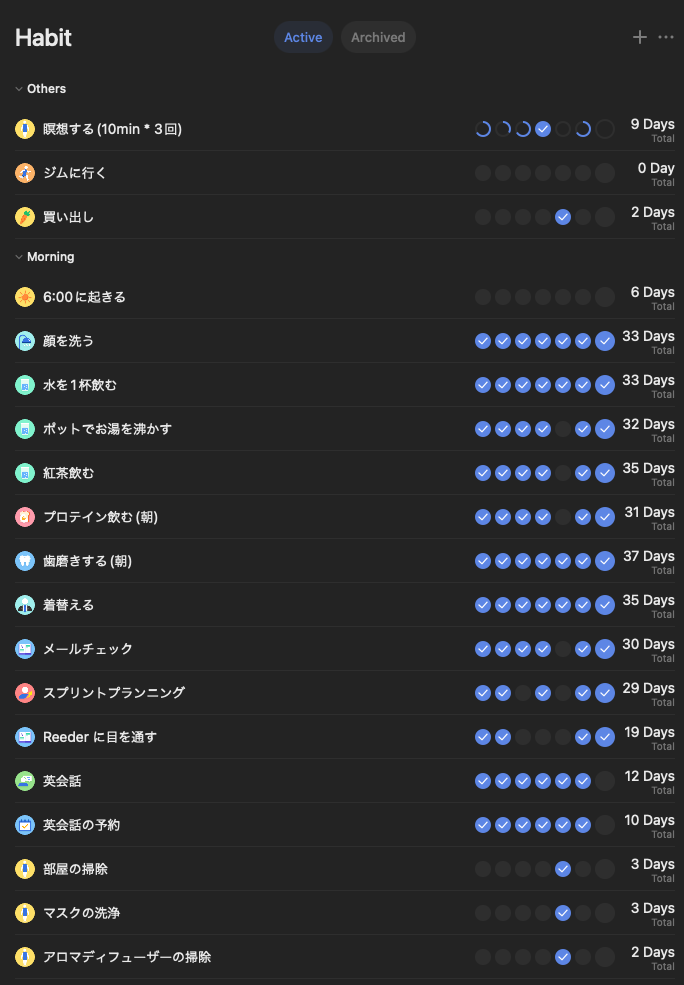 Habit
Active
Archived
Others
瞑想する (10min * 3回)
9 Days
Total
ジムに行く
0 Day
Total
買い出し
2 Days
Total
Morning
6:00 に起きる
6 Days
Total
顔を洗う
33 Days
Total
水を1杯飲む
33 Days
Total
ポットでお湯を沸かす
32 Days
Total
紅茶飲む
35 Days
Total
プロテイン飲む (朝)
31 Days
Total
歯磨きする (朝)
37 Days
Total
着替える
35 Days
Total
メールチェック
30 Days
Total
スプリントプランニング
29 Days
Total
Reeder に目を通す
19 Days
Total
英会話
12 Days
Total
英会話の予約
10 Days
Total
部屋の掃除
3 Days
Total
マスクの洗浄
3 Days
Total
アロマディフューザーの掃除
2 Days
Total